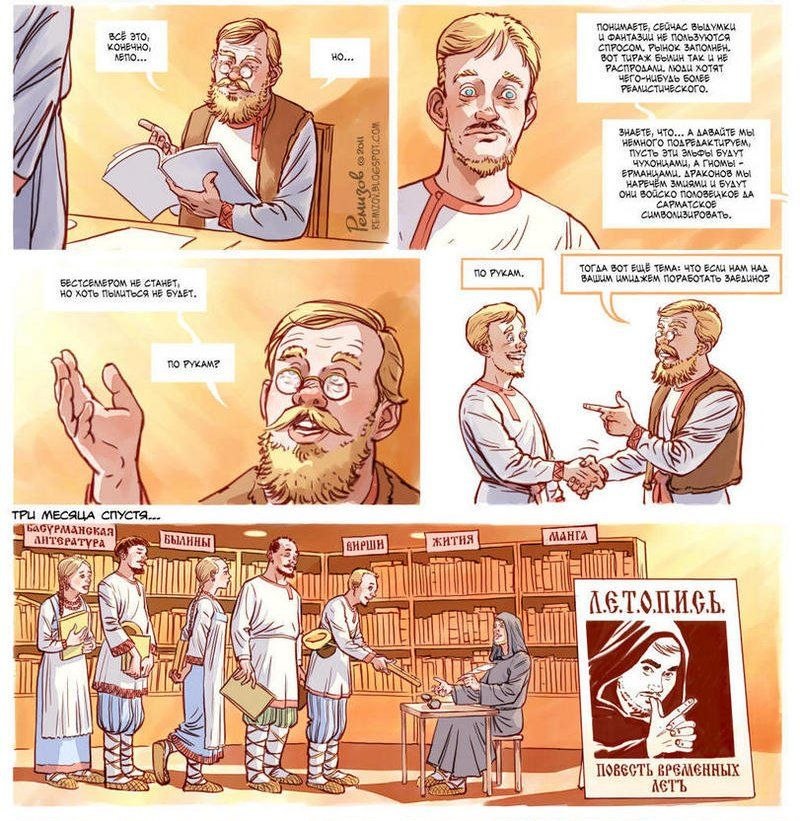 ВСЁ ЭТО,
КОНЕЧНО,
ЛЕПО...
НО...
Ремизов © 2011
REMIZOV.BLOGSPOT.COM
ПОНИМАЕТЕ, СЕЙЧАС ВЫДУМКИ
И ФАНТАЗИИ НЕ ПОЛЬЗУЮТСЯ
СПРОСОМ. РЫНОК ЗАПОЛНЕН.
ВОТ ТИРАЖ БЫЛИН ТАК И НЕ
РАСПРОДАЛИ. ЛЮДИ ХОТЯТ
ЧЕГО-НИБУДЬ БОЛЕЕ
РЕАЛИСТИЧЕСКОГО.
ЗНАЕТЕ, ЧТО... А ДАВАЙТЕ МЫ
НЕМНОГО ПОДРЕДАКТИРУЕМ,
ПУСТЬ ЭТИ ЭЛЬФЫ БУДУТ
ЧУХОНЦАМИ, А ГНОМЫ -
ЕРМАНЦАМИ. ДРАКОНОВ МЫ
НАРЕЧЁМ ЗМИЯМИ И БУДУТ
ОНИ ВОЙСКО ПОЛОВЕЦКОЕ ДА
САРМАТСКОЕ
СИМВОЛИЗИРОВАТЬ.
БЕСТСЕЛЛЕРОМ НЕ СТАНЕТ,
НО ХОТЬ ПЫЛИТЬСЯ НЕ БУДЕТ.
ПО РУКАМ?
ПО РУКАМ.
ТОГДА ВОТ ЕЩЁ ТЕМА: ЧТО ЕСЛИ НАМ НАД
ВАШИМ ИМИДЖЕМ ПОРАБОТАТЬ ЗАЕДИНО?
ТРИ МЕСЯЦА СПУСТЯ...
БАСУРМАНСКАЯ
ЛИТЕРАТУРА
БЫЛИНЫ
ВИРШИ
ЖИТИЯ
МАНГА
Л.Е.Т.О.П.И.С.Ь.
ПОВЕСТЬ ВРЕМЕННЫХ
ЛЕТЪ